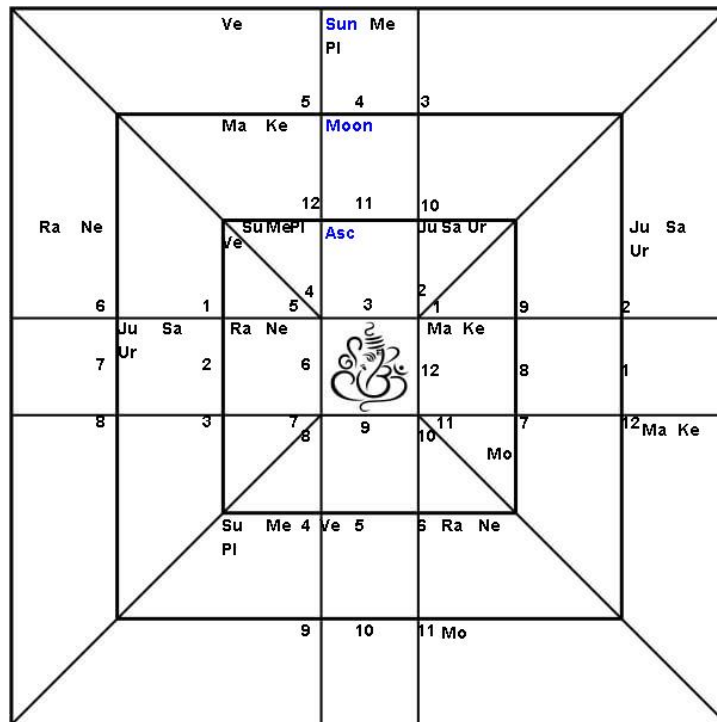 Ve Sun Me
Pl
5 4 3
Ma Ke Moon
12 11 10
Ra Ne Su Me Pl Ju Sa Ur Ju Sa
Ve Asc Ur
4 2
6 1 5 3 1 9 2
Ju Sa Ra Ne Ma Ke
Ur
7 2 6 12 8 1
8 3 7 11 7 12 Ma Ke
8 9 10
Mo
Su Me 4 Ve 5 6 Ra Ne
Pl
9 10 11 Mo